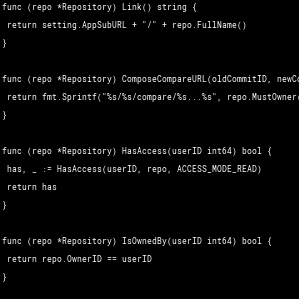 func (repo *Repository) Link() string {
return setting.AppSubURL + "/" + repo.FullName()
}
func (repo *Repository) ComposeCompareURL(oldCommitID, newCo
return fmt.Sprintf("%s/%s/compare/%s...%s", repo.MustOwner(
}
func (repo *Repository) HasAccess(userID int64) bool {
has, _ := HasAccess(userID, repo, ACCESS_MODE_READ)
return has
}
func (repo *Repository) IsOwnedBy(userID int64) bool {
return repo.OwnerID == userID
}